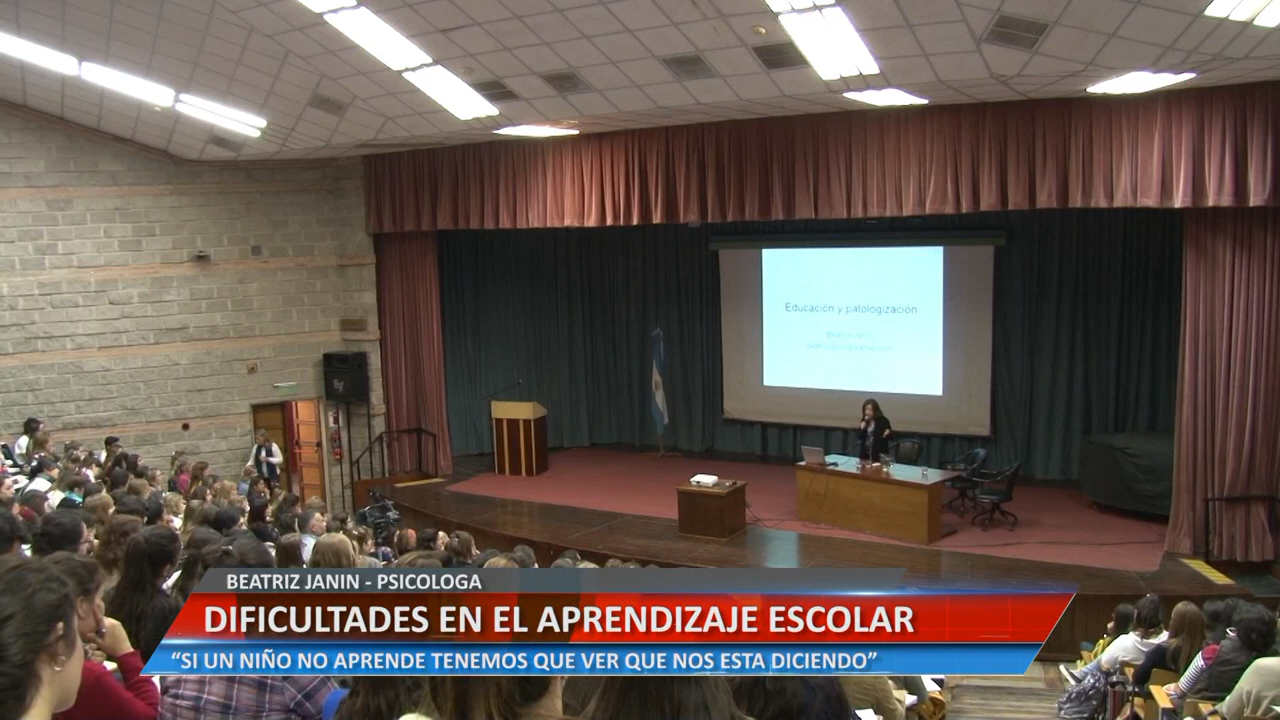 Educación y patologización
BEATRIZ JANIN - PSICOLOGA
DIFICULTADES EN EL APRENDIZAJE ESCOLAR
“SI UN NIÑO NO APRENDE TENEMOS QUE VER QUE NOS ESTA DICIENDO”